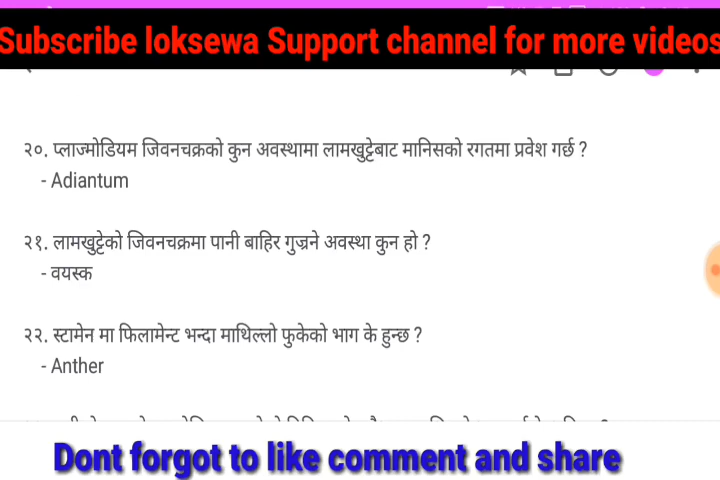 Subscribe loksewa Support channel for more videos
२०. प्लाज्मोडियम जिवनचक्रको कुन अवस्थामा लामखुट्टेबाट मानिसको रगतमा प्रवेश गर्छ ?
- Adiantum
२१. लामखुट्टेको जिवनचक्रमा पानी बाहिर गुज्रने अवस्था कुन हो ?
- वयस्क
२२. स्टामेन मा फिलामेन्ट भन्दा माथिल्लो फुकेको भाग के हुन्छ ?
- Anther
Dont forgot to like comment and share